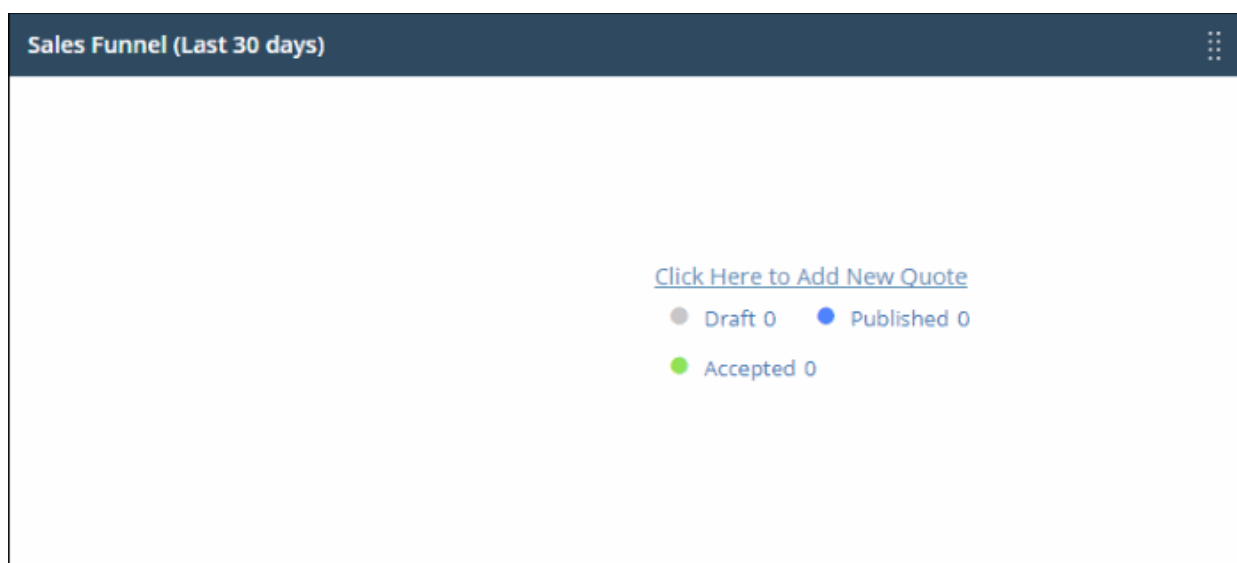 Sales Funnel (Last 30 days)
Click Here to Add New Quote
Draft 0 Published 0
Accepted 0